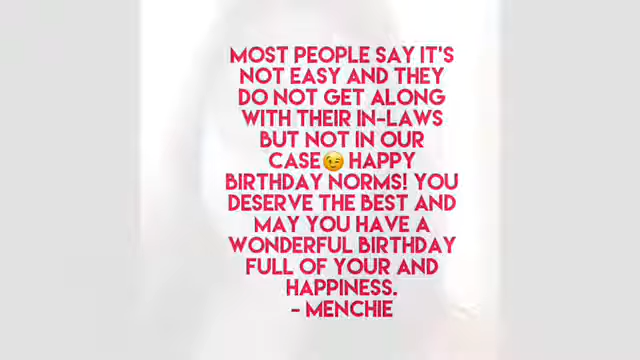 MOST PEOPLE SAY IT'S
NOT EASY AND THEY
DO NOT GET ALONG
WITH THEIR IN-LAWS
BUT NOT IN OUR
CASE😉 HAPPY
BIRTHDAY NORMS! YOU
DESERVE THE BEST AND
MAY YOU HAVE A
WONDERFUL BIRTHDAY
FULL OF YOUR AND
HAPPINESS.
- MENCHIE